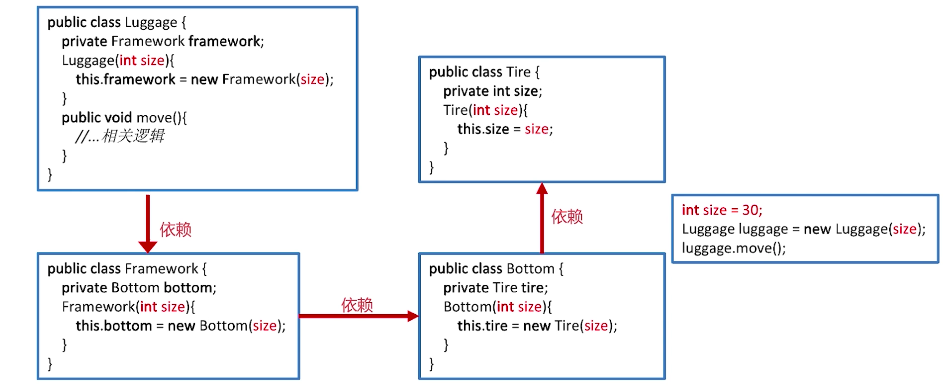 public class Luggage {
private Framework framework;
Luggage(int size){
this.framework = new Framework(size);
}
public void move(){
//...相关逻辑
}
}
依赖
public class Framework {
private Bottom bottom;
Framework(int size){
this.bottom = new Bottom(size);
}
}
依赖
public class Bottom {
private Tire tire;
Bottom(int size){
this.tire = new Tire(size);
}
}
依赖
public class Tire {
private int size;
Tire(int size){
this.size = size;
}
}
int size = 30;
Luggage luggage = new Luggage(size);
luggage.move();